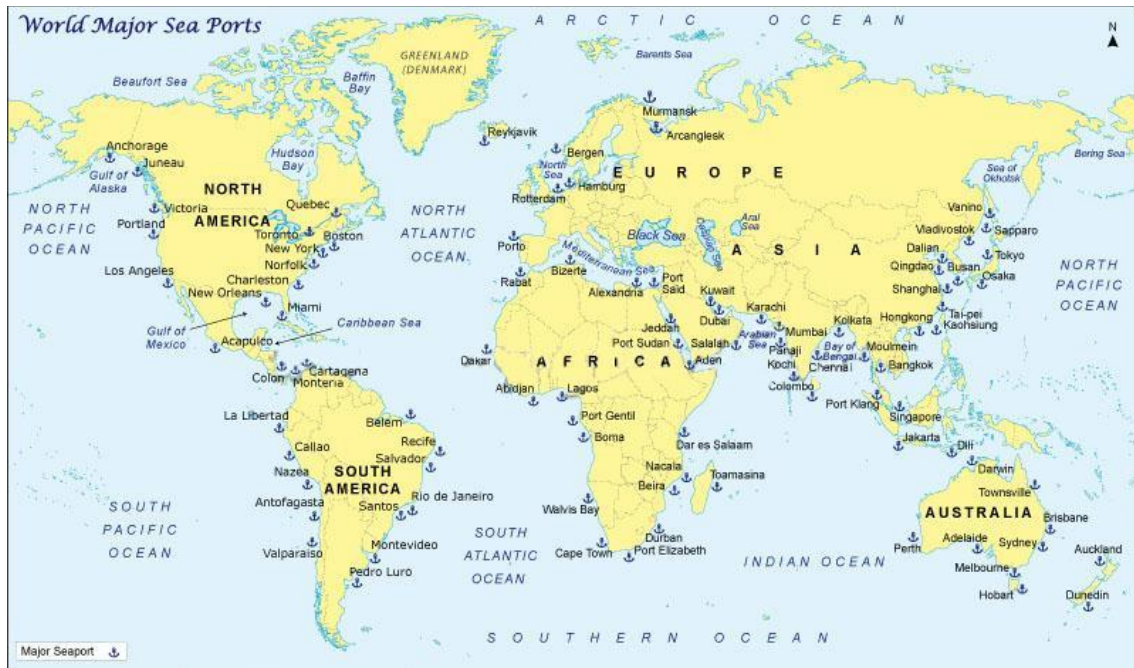 World Major Sea Ports
A R C T I C O C E A N
N
GREENLAND
(DENMARK)
Barents Sea
Beaufort Sea
Baffin
Bay
Murmansk
Arcanglesk
Reykjavik
Anchorage
Juneau
Gulf of
Alaska
Hudson
Bay
Bergen
North
Sea
Hamburg
Rotterdam
E U R O P E
Sea of
Okhotsk
Bering Sea
NORTH
AMERICA
NORTH
PACIFIC
OCEAN
Victoria
Portland
Quebec
Toronto
Boston
New York
Norfolk
NORTH
ATLANTIC
OCEAN
Porto
Rabat
Bizerte
Mediterranean Sea
Black Sea
Caspian Sea
Aral
Sea
A S I A
Vanino
Vladivostok
Sapparo
Dalian
Tokyo
Qingdao
Busan
Osaka
Shanghai
NORTH
PACIFIC
OCEAN
Los Angeles
Charleston
New Orleans
Miami
Gulf of
Mexico
Caribbean Sea
Acapulco
Alexandria
Port
Said
Kuwait
Dubai
Karachi
Kolkata
Hongkong
Tai-pei
Kaohsiung
Jeddah
Port Sudan
Salalah
Arabian
Sea
Mumbai
Panaji
Kochi
Bay of
Bengal
Chennai
Moulmein
Bangkok
Dakar
A F R I C A
Aden
Colombo
Colon
Cartagena
Monteria
Abidjan
Lagos
Port Klang
Singapore
La Libertad
Belem
Port Gentil
Boma
Dar es Salaam
Jakarta
Dili
Callao
Recife
Salvador
Nazea
SOUTH
AMERICA
Nacala
Beira
Toamasina
Darwin
Townsville
Antofagasta
Rio de Janeiro
Santos
Walvis Bay
AUSTRALIA
Brisbane
SOUTH
PACIFIC
OCEAN
Valparaiso
Montevideo
Pedro Luro
SOUTH
ATLANTIC
OCEAN
Cape Town
Durban
Port Elizabeth
INDIAN OCEAN
Perth
Adelaide
Sydney
Melbourne
Hobart
Auckland
Dunedin
S O U T H E R N O C E A N
Major Seaport